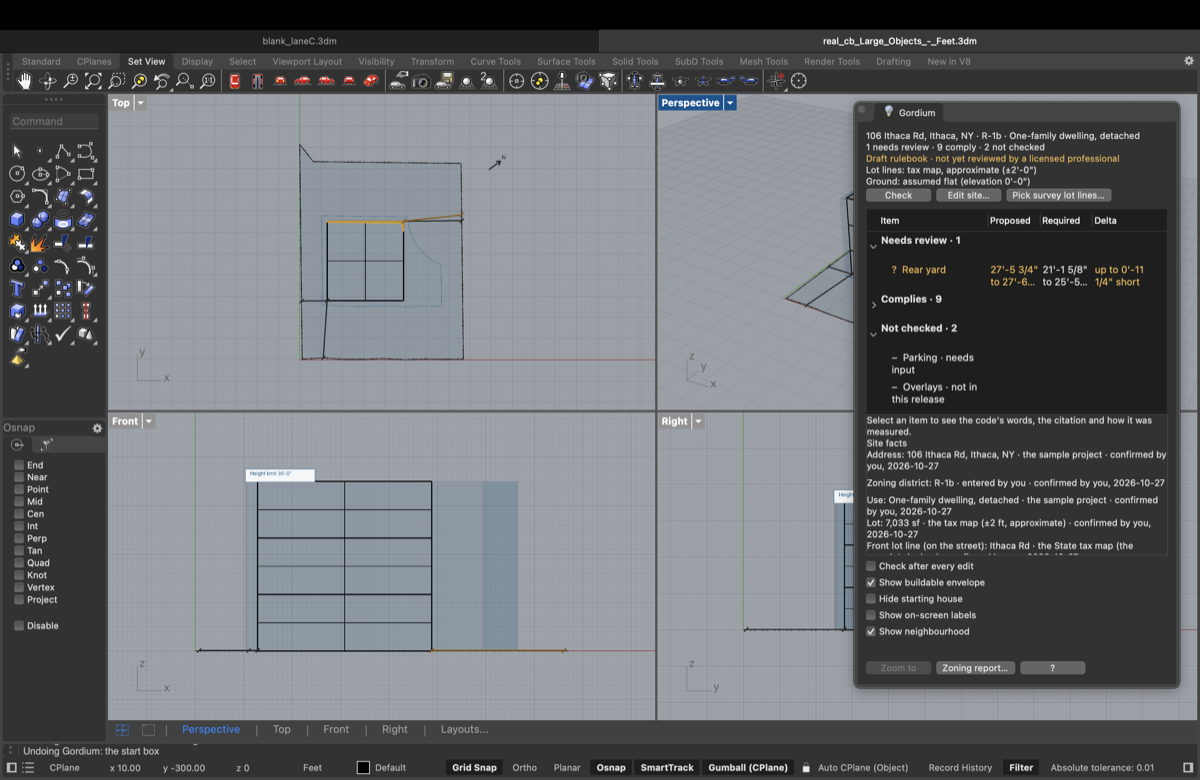 blank_laneC.3dm
real_cb_Large_Objects_-_Feet.3dm
Standard CPlanes Set View Display Select Viewport Layout Visibility Transform Curve Tools Surface Tools Solid Tools SubD Tools Mesh Tools Render Tools Drafting New in V8
Command
Top
N
y
x
Perspective
z
y
x
Front
Height limit 35'-0"
z
x
Right
Height
z
y
Osnap
End
Near
Point
Mid
Cen
Int
Perp
Tan
Quad
Knot
Vertex
Project
Disable
Gordium
106 Ithaca Rd, Ithaca, NY · R-1b · One-family dwelling, detached
1 needs review · 9 comply · 2 not checked
Draft rulebook · not yet reviewed by a licensed professional
Lot lines: tax map, approximate (±2'-0")
Ground: assumed flat (elevation 0'-0")
Check Edit site... Pick survey lot lines...
Item Proposed Required Delta
Needs review · 1
? Rear yard 27'-5 3/4" 21'-1 5/8" up to 0'-11
to 27'-6... to 25'-5... 1/4" short
Complies · 9
Not checked · 2
– Parking · needs
input
– Overlays · not in
this release
Select an item to see the code's words, the citation and how it was
measured.
Site facts
Address: 106 Ithaca Rd, Ithaca, NY · the sample project · confirmed by
you, 2026-10-27
Zoning district: R-1b · entered by you · confirmed by you, 2026-10-27
Use: One-family dwelling, detached · the sample project · confirmed
by you, 2026-10-27
Lot: 7,033 sf · the tax map (±2 ft, approximate) · confirmed by you,
2026-10-27
Front lot line (on the street): Ithaca Rd · the State tax map (the
Check after every edit
Show buildable envelope
Hide starting house
Show on-screen labels
Show neighbourhood
Zoom to Zoning report... ?
Perspective Top Front Right Layouts...
Undoing Gordium: the start box
CPlane x 10.00 y -300.00 z 0 Feet Default Grid Snap Ortho Planar Osnap SmartTrack Gumball (CPlane) Auto CPlane (Object) Record History Filter Absolute tolerance: 0.01